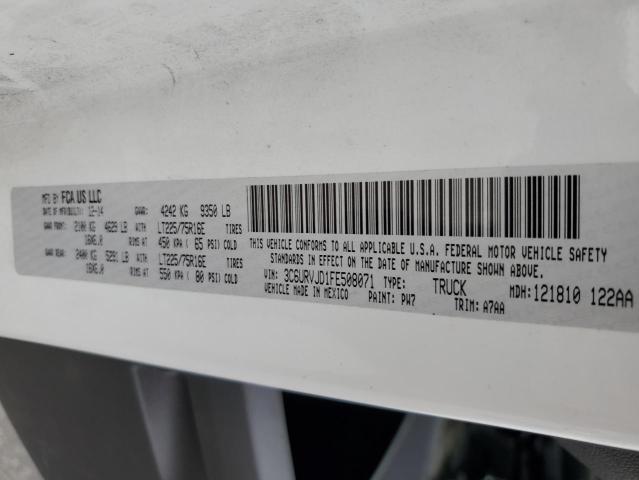 MFD BY FCA US LLC
DATE OF MFR(BUILT): 12-14 GVWR: 4242 KG 9350 LB
GAWR FRONT: 2100 KG 4629 LB WITH LT225/75R16E TIRES
16X6.0 RIMS AT 450 KPA ( 65 PSI) COLD
GAWR REAR: 2400 KG 5291 LB WITH LT225/75R16E TIRES
16X6.0 RIMS AT 550 KPA ( 80 PSI) COLD
THIS VEHICLE CONFORMS TO ALL APPLICABLE U.S.A. FEDERAL MOTOR VEHICLE SAFETY
STANDARDS IN EFFECT ON THE DATE OF MANUFACTURE SHOWN ABOVE.
VIN: 3C6URVJD1FE508071 TYPE: TRUCK MDH: 121810 122AA
VEHICLE MADE IN MEXICO PAINT: PW7 TRIM: A7AA